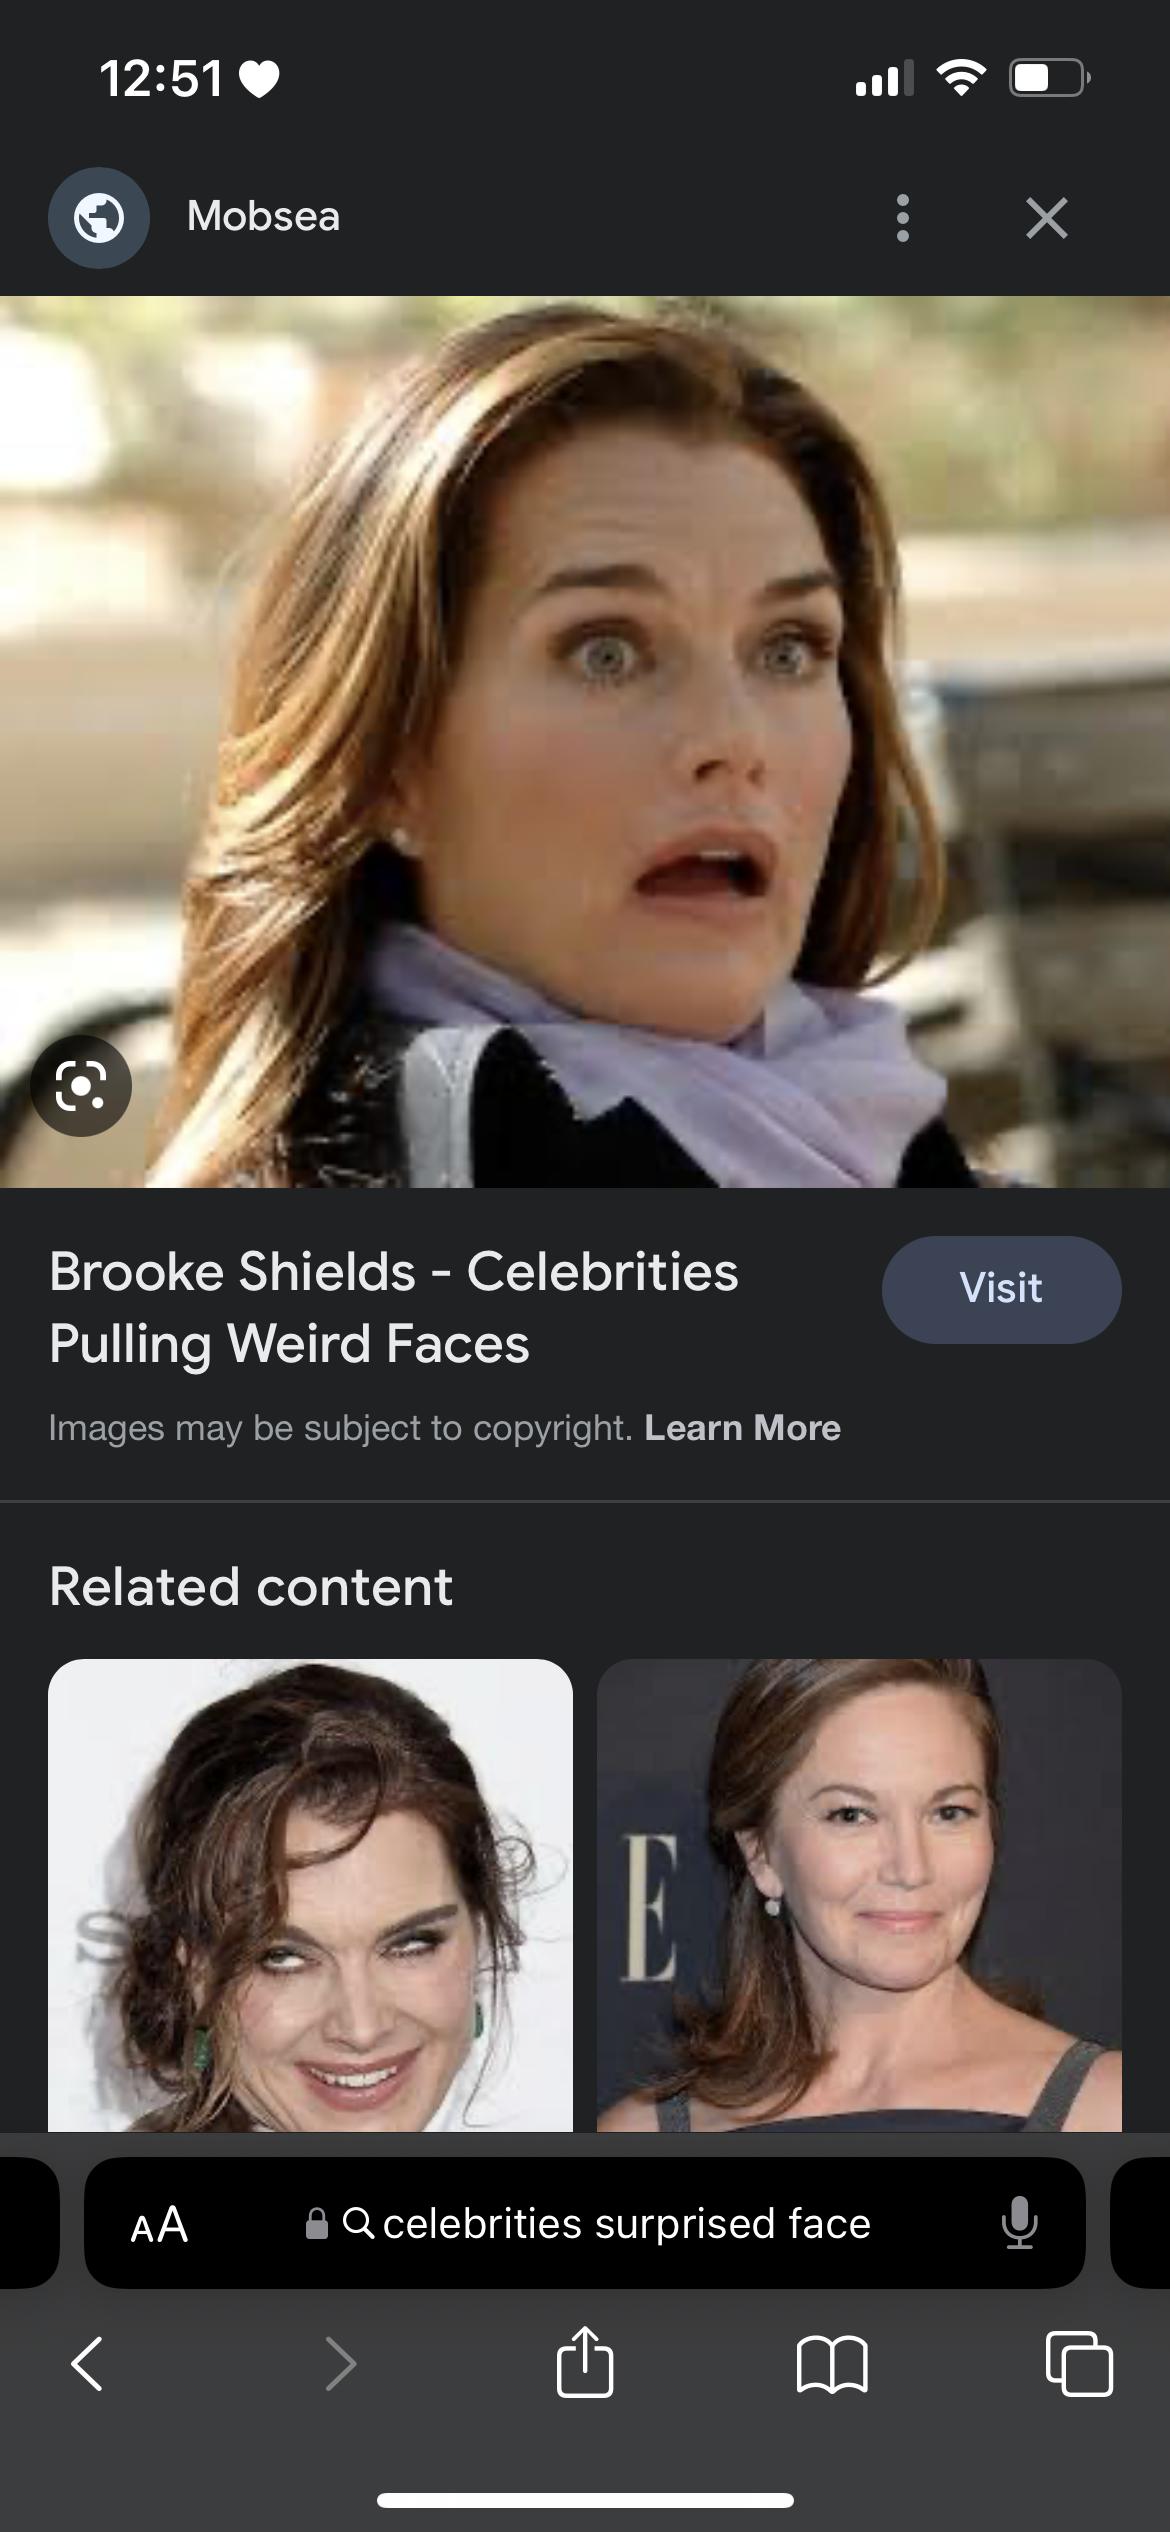 12:51
Mobsea
Brooke Shields - Celebrities
Pulling Weird Faces
Visit
Images may be subject to copyright. Learn More
Related content
E
AA
celebrities surprised face